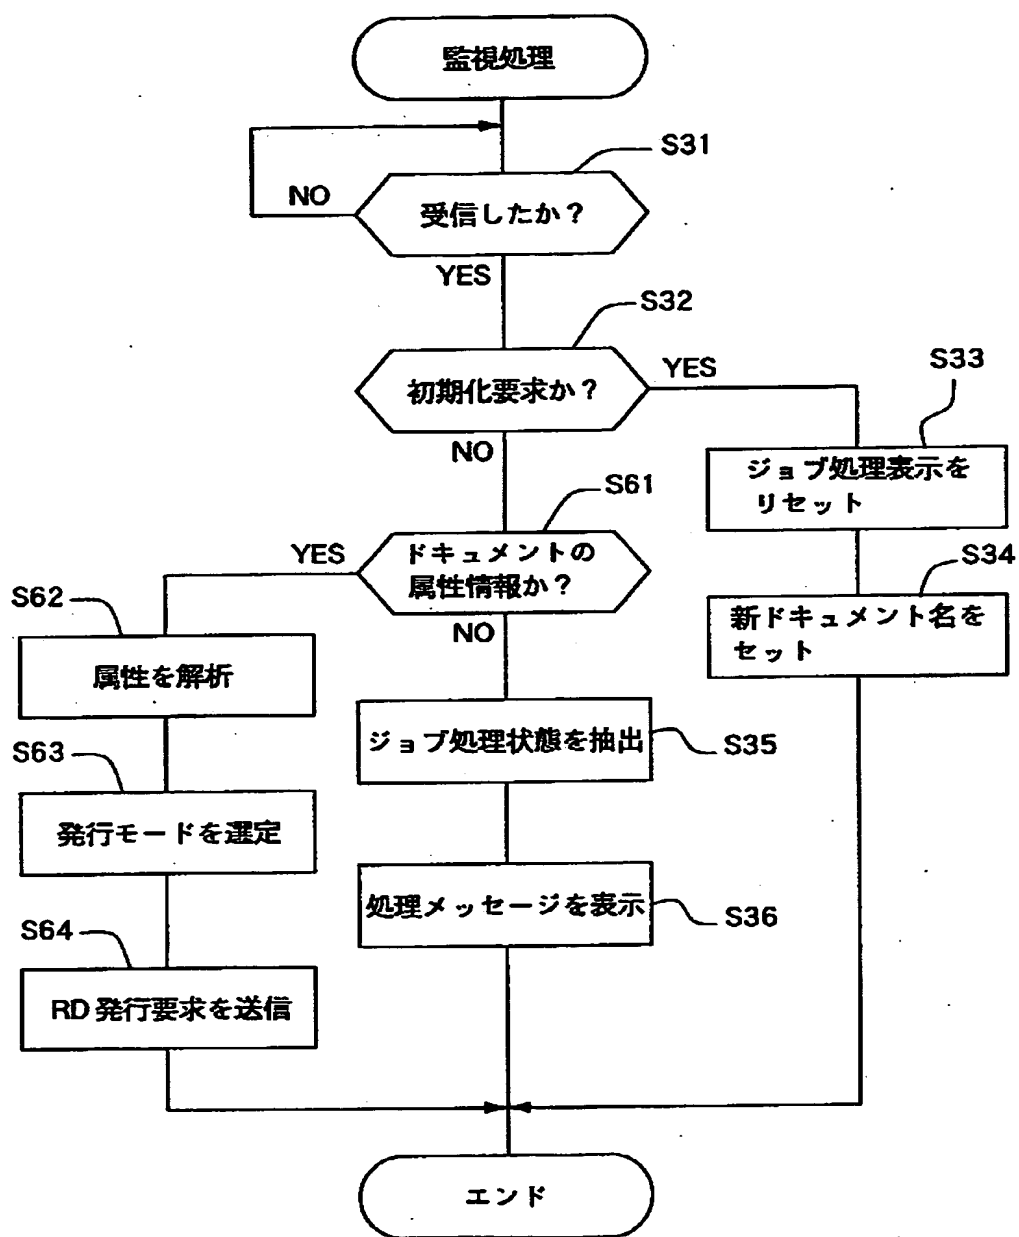 監視処理
S31
NO
受信したか？
YES
S32
初期化要求か？
YES
S33
NO
ジョブ処理表示を
リセット
S61
YES
ドキュメントの
属性情報か？
S34
S62
NO
新ドキュメント名を
セット
属性を解析
ジョブ処理状態を抽出
S35
S63
発行モードを選定
処理メッセージを表示
S36
S64
RD発行要求を送信
エンド